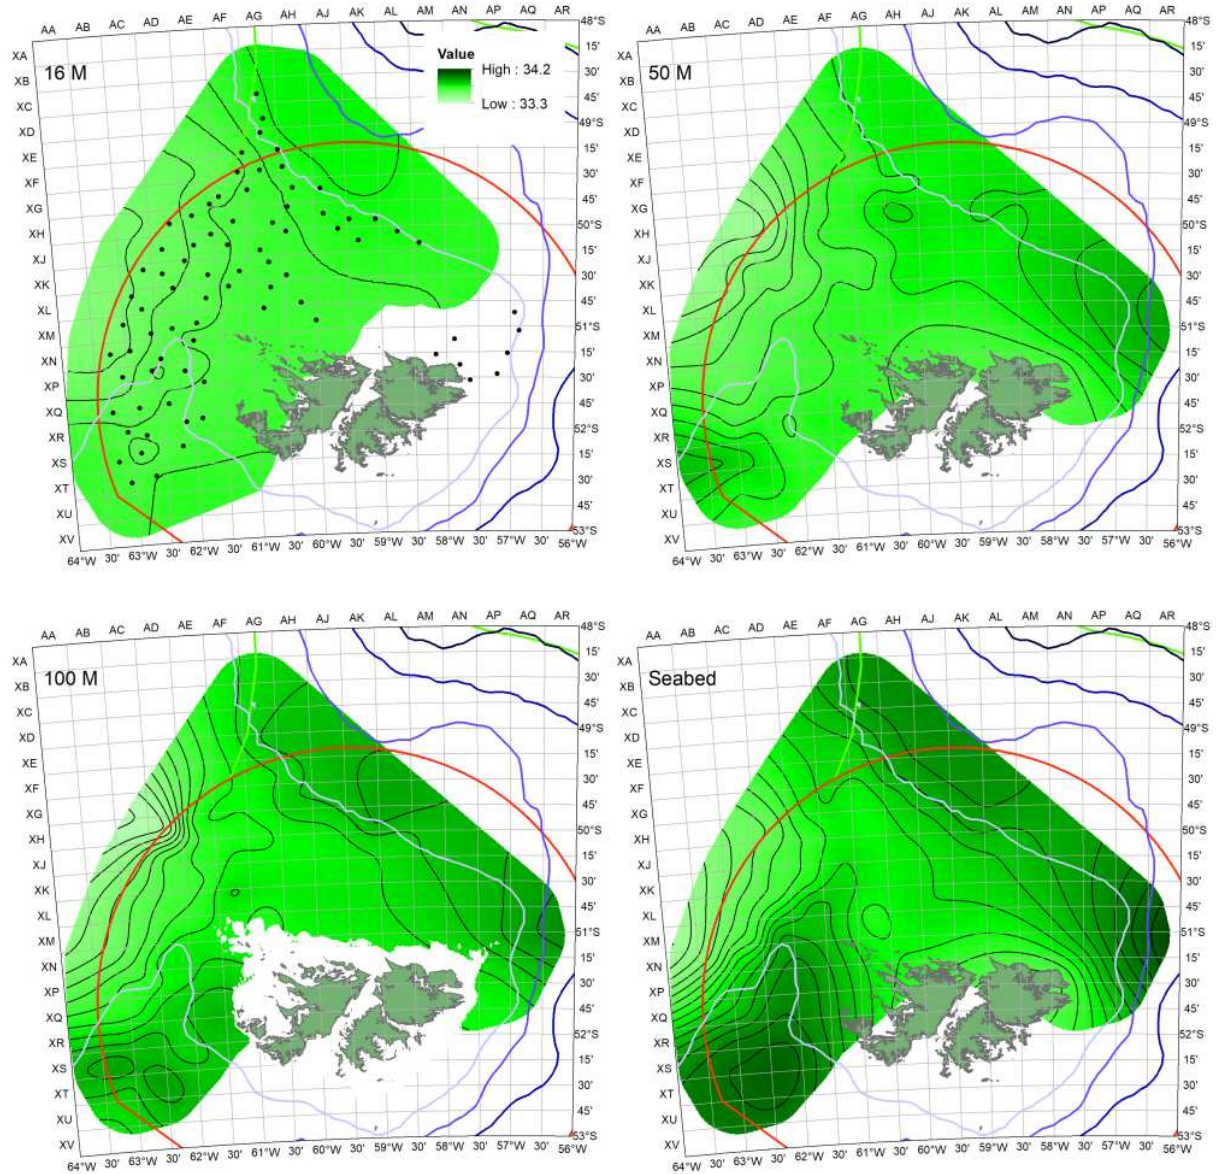 AA AB AC AD AE AF AG AH AJ AK AL AM AN AP AQ AR
48°S
XA
16 M
Value
High : 34.2
Low : 33.3
15'
XB
30'
XC
45'
XD
49°S
XE
15'
XF
30'
XG
45'
XH
50°S
XJ
15'
XK
30'
XL
45'
XM
51°S
XN
15'
XP
30'
XQ
45'
XR
52°S
XS
15'
XT
30'
XU
45'
XV
53°S
64°W 30' 63°W 30' 62°W 30' 61°W 30' 60°W 30' 59°W 30' 58°W 30' 57°W 30' 56°W
AA AB AC AD AE AF AG AH AJ AK AL AM AN AP AQ AR
48°S
XA
50 M
15'
XB
30'
XC
45'
XD
49°S
XE
15'
XF
30'
XG
45'
XH
50°S
XJ
15'
XK
30'
XL
45'
XM
51°S
XN
15'
XP
30'
XQ
45'
XR
52°S
XS
15'
XT
30'
XU
45'
XV
53°S
64°W 30' 63°W 30' 62°W 30' 61°W 30' 60°W 30' 59°W 30' 58°W 30' 57°W 30' 56°W
AA AB AC AD AE AF AG AH AJ AK AL AM AN AP AQ AR
48°S
XA
100 M
15'
XB
30'
XC
45'
XD
49°S
XE
15'
XF
30'
XG
45'
XH
50°S
XJ
15'
XK
30'
XL
45'
XM
51°S
XN
15'
XP
30'
XQ
45'
XR
52°S
XS
15'
XT
30'
XU
45'
XV
53°S
64°W 30' 63°W 30' 62°W 30' 61°W 30' 60°W 30' 59°W 30' 58°W 30' 57°W 30' 56°W
AA AB AC AD AE AF AG AH AJ AK AL AM AN AP AQ AR
48°S
XA
Seabed
15'
XB
30'
XC
45'
XD
49°S
XE
15'
XF
30'
XG
45'
XH
50°S
XJ
15'
XK
30'
XL
45'
XM
51°S
XN
15'
XP
30'
XQ
45'
XR
52°S
XS
15'
XT
30'
XU
45'
XV
53°S
64°W 30' 63°W 30' 62°W 30' 61°W 30' 60°W 30' 59°W 30' 58°W 30' 57°W 30' 56°W